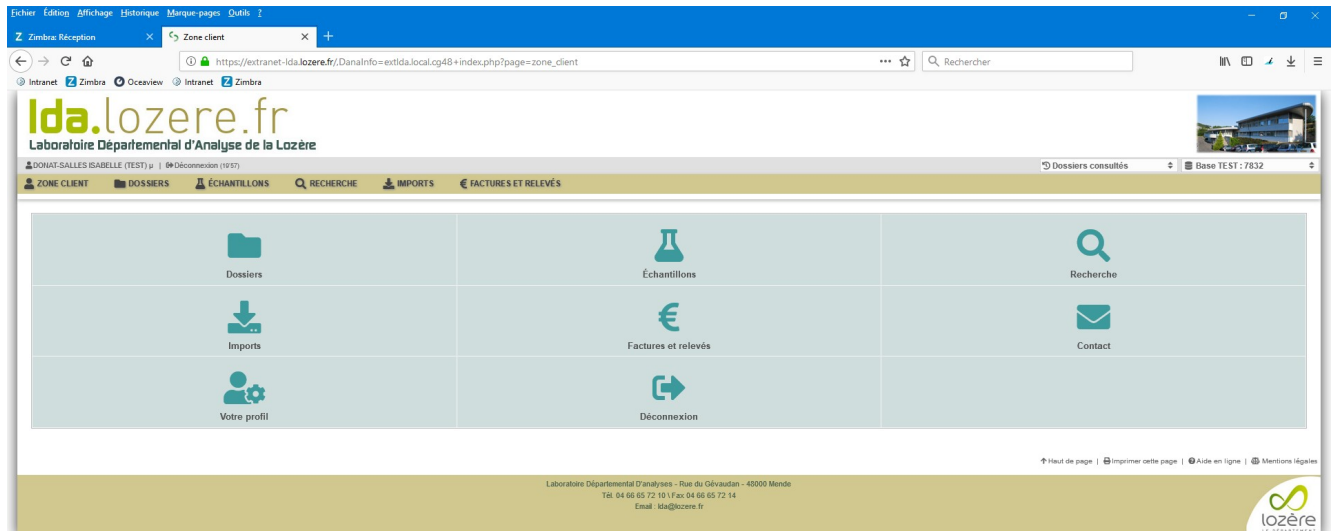 Fichier Édition Affichage Historique Marque-pages Outils ?
Z Zimbra: Réception
Zone client
https://extranet-lda.lozere.fr/,DanaInfo=extlda.local.cg48+index.php?page=zone_client
Rechercher
Intranet Z Zimbra Oceaview Intranet Z Zimbra
lda.lozere.fr
Laboratoire Départemental d'Analyse de la Lozère
DONAT-SALLES ISABELLE (TEST) µ | Déconnexion (19'57)
Dossiers consultés
Base TEST : 7832
ZONE CLIENT DOSSIERS ÉCHANTILLONS RECHERCHE IMPORTS € FACTURES ET RELEVÉS
Dossiers
Échantillons
Recherche
Imports
€
Factures et relevés
Contact
Votre profil
Déconnexion
Haut de page | Imprimer cette page | Aide en ligne | Mentions légales
Laboratoire Départemental D'analyses - Rue du Gévaudan - 48000 Mende
Tél. 04 66 65 72 10 \ Fax 04 66 65 72 14
Email : lda@lozere.fr
lozère